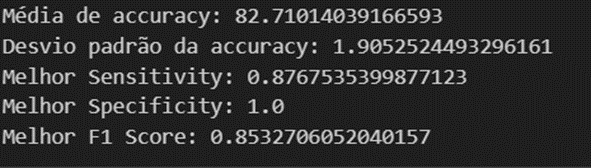 Média de accuracy: 82.71014039166593
Desvio padrão da accuracy: 1.9052524493296161
Melhor Sensitivity: 0.8767535399877123
Melhor Specificity: 1.0
Melhor F1 Score: 0.8532706052040157